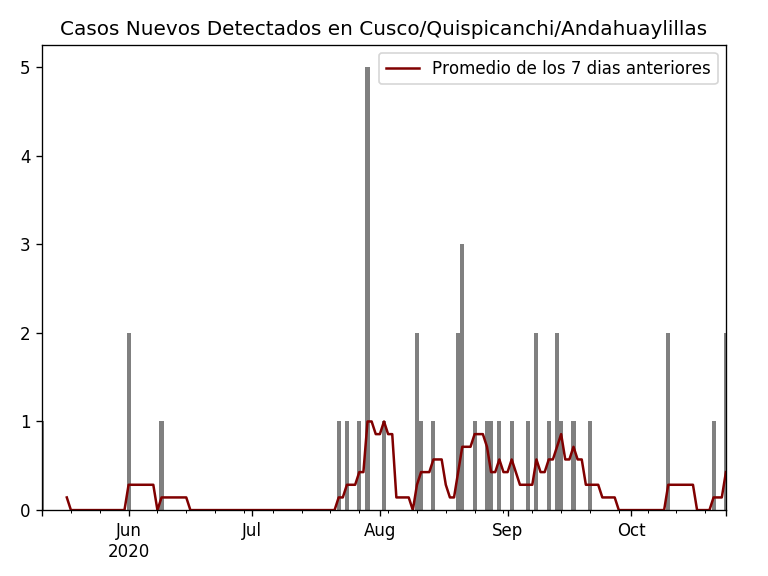 Casos Nuevos Detectados en Cusco/Quispicanchi/Andahuaylillas
Promedio de los 7 dias anteriores
5
4
3
2
1
0
Jun
2020
Jul
Aug
Sep
Oct